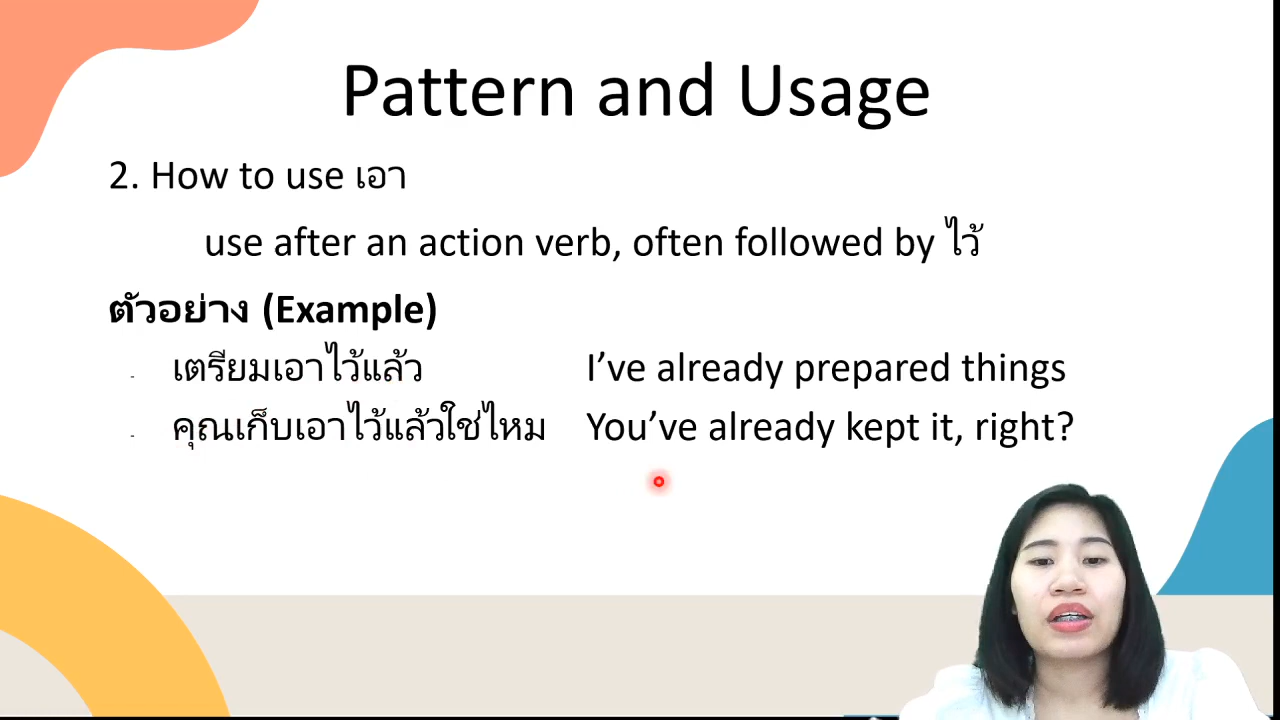 Pattern and Usage
2. How to use เอา
use after an action verb, often followed by ไว้
ตัวอย่าง (Example)
- เตรียมเอาไว้แล้ว I’ve already prepared things
- คุณเก็บเอาไว้แล้วใช่ไหม You’ve already kept it, right?